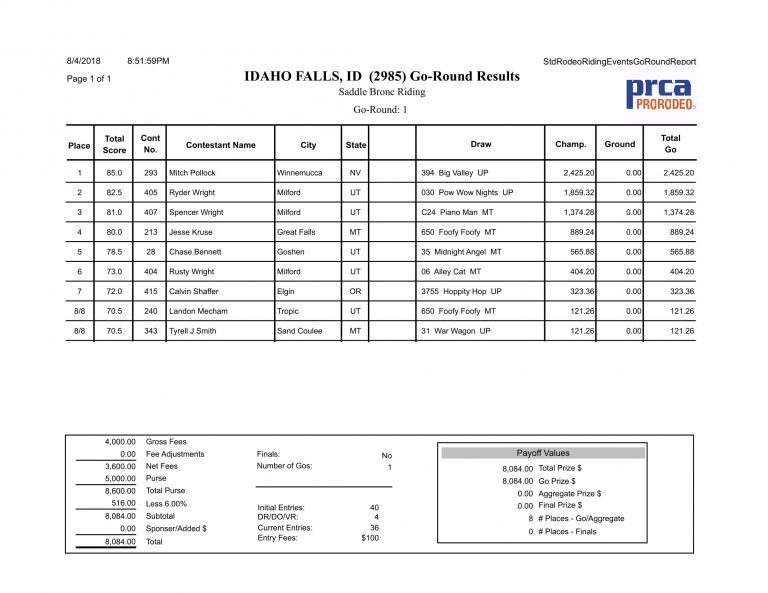 8/4/2018 8:51:59PM StdRodeoRidingEventsGoRoundReport
Page 1 of 1 IDAHO FALLS, ID (2985) Go-Round Results
Saddle Bronc Riding
Go-Round: 1
prca
PRORODEO
Place Total Score Cont No. Contestant Name City State Draw Champ. Ground Total Go
1 85.0 293 Mitch Pollock Winnemucca NV 394 Big Valley UP 2,425.20 0.00 2,425.20
2 82.5 405 Ryder Wright Milford UT 030 Pow Wow Nights UP 1,859.32 0.00 1,859.32
3 81.0 407 Spencer Wright Milford UT C24 Piano Man MT 1,374.28 0.00 1,374.28
4 80.0 213 Jesse Kruse Great Falls MT 650 Foofy Foofy MT 889.24 0.00 889.24
5 78.5 28 Chase Bennett Goshen UT 35 Midnight Angel MT 565.88 0.00 565.88
6 73.0 404 Rusty Wright Milford UT 06 Alley Cat MT 404.20 0.00 404.20
7 72.0 415 Calvin Shaffer Elgin OR 3755 Hoppity Hop UP 323.36 0.00 323.36
8/8 70.5 240 Landon Mecham Tropic UT 650 Foofy Foofy MT 121.26 0.00 121.26
8/8 70.5 343 Tyrell J Smith Sand Coulee MT 31 War Wagon UP 121.26 0.00 121.26
4,000.00 Gross Fees
0.00 Fee Adjustments
3,600.00 Net Fees
5,000.00 Purse
8,600.00 Total Purse
516.00 Less 6.00%
8,084.00 Subtotal
0.00 Sponser/Added $
8,084.00 Total
Finals: No
Number of Gos: 1
Initial Entries: 40
DR/DO/VR: 4
Current Entries: 36
Entry Fees: $100
Payoff Values
8,084.00 Total Prize $
8,084.00 Go Prize $
0.00 Aggregate Prize $
0.00 Final Prize $
8 # Places - Go/Aggregate
0 # Places - Finals